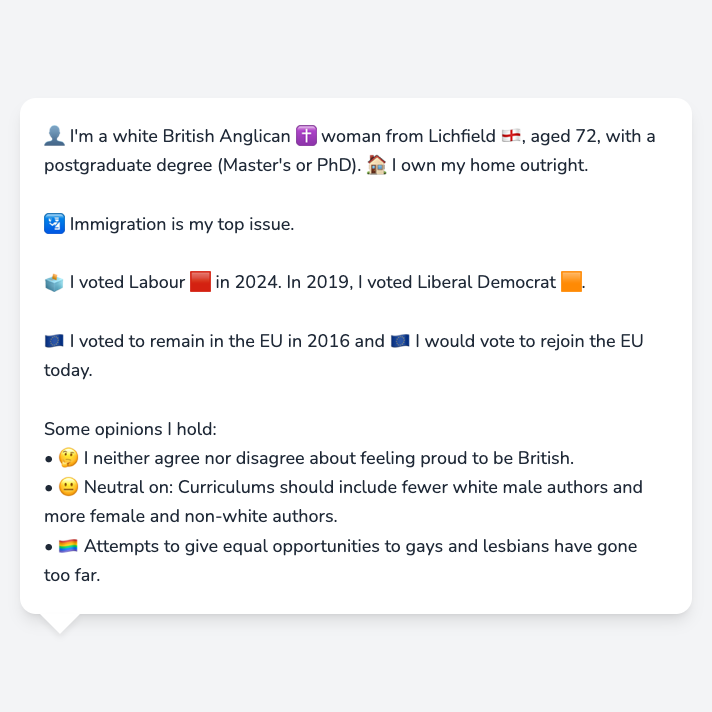 👤 I'm a white British Anglican ✝️ woman from Lichfield 🏴󠁧󠁢󠁥󠁮󠁧󠁿, aged 72, with a
postgraduate degree (Master's or PhD). 🏠 I own my home outright.
🛂 Immigration is my top issue.
🗳️ I voted Labour 🟥 in 2024. In 2019, I voted Liberal Democrat 🟧.
🇪🇺 I voted to remain in the EU in 2016 and 🇪🇺 I would vote to rejoin the EU
today.
Some opinions I hold:
• 🤔 I neither agree nor disagree about feeling proud to be British.
• 😐 Neutral on: Curriculums should include fewer white male authors and
more female and non-white authors.
• 🏳️‍🌈 Attempts to give equal opportunities to gays and lesbians have gone
too far.